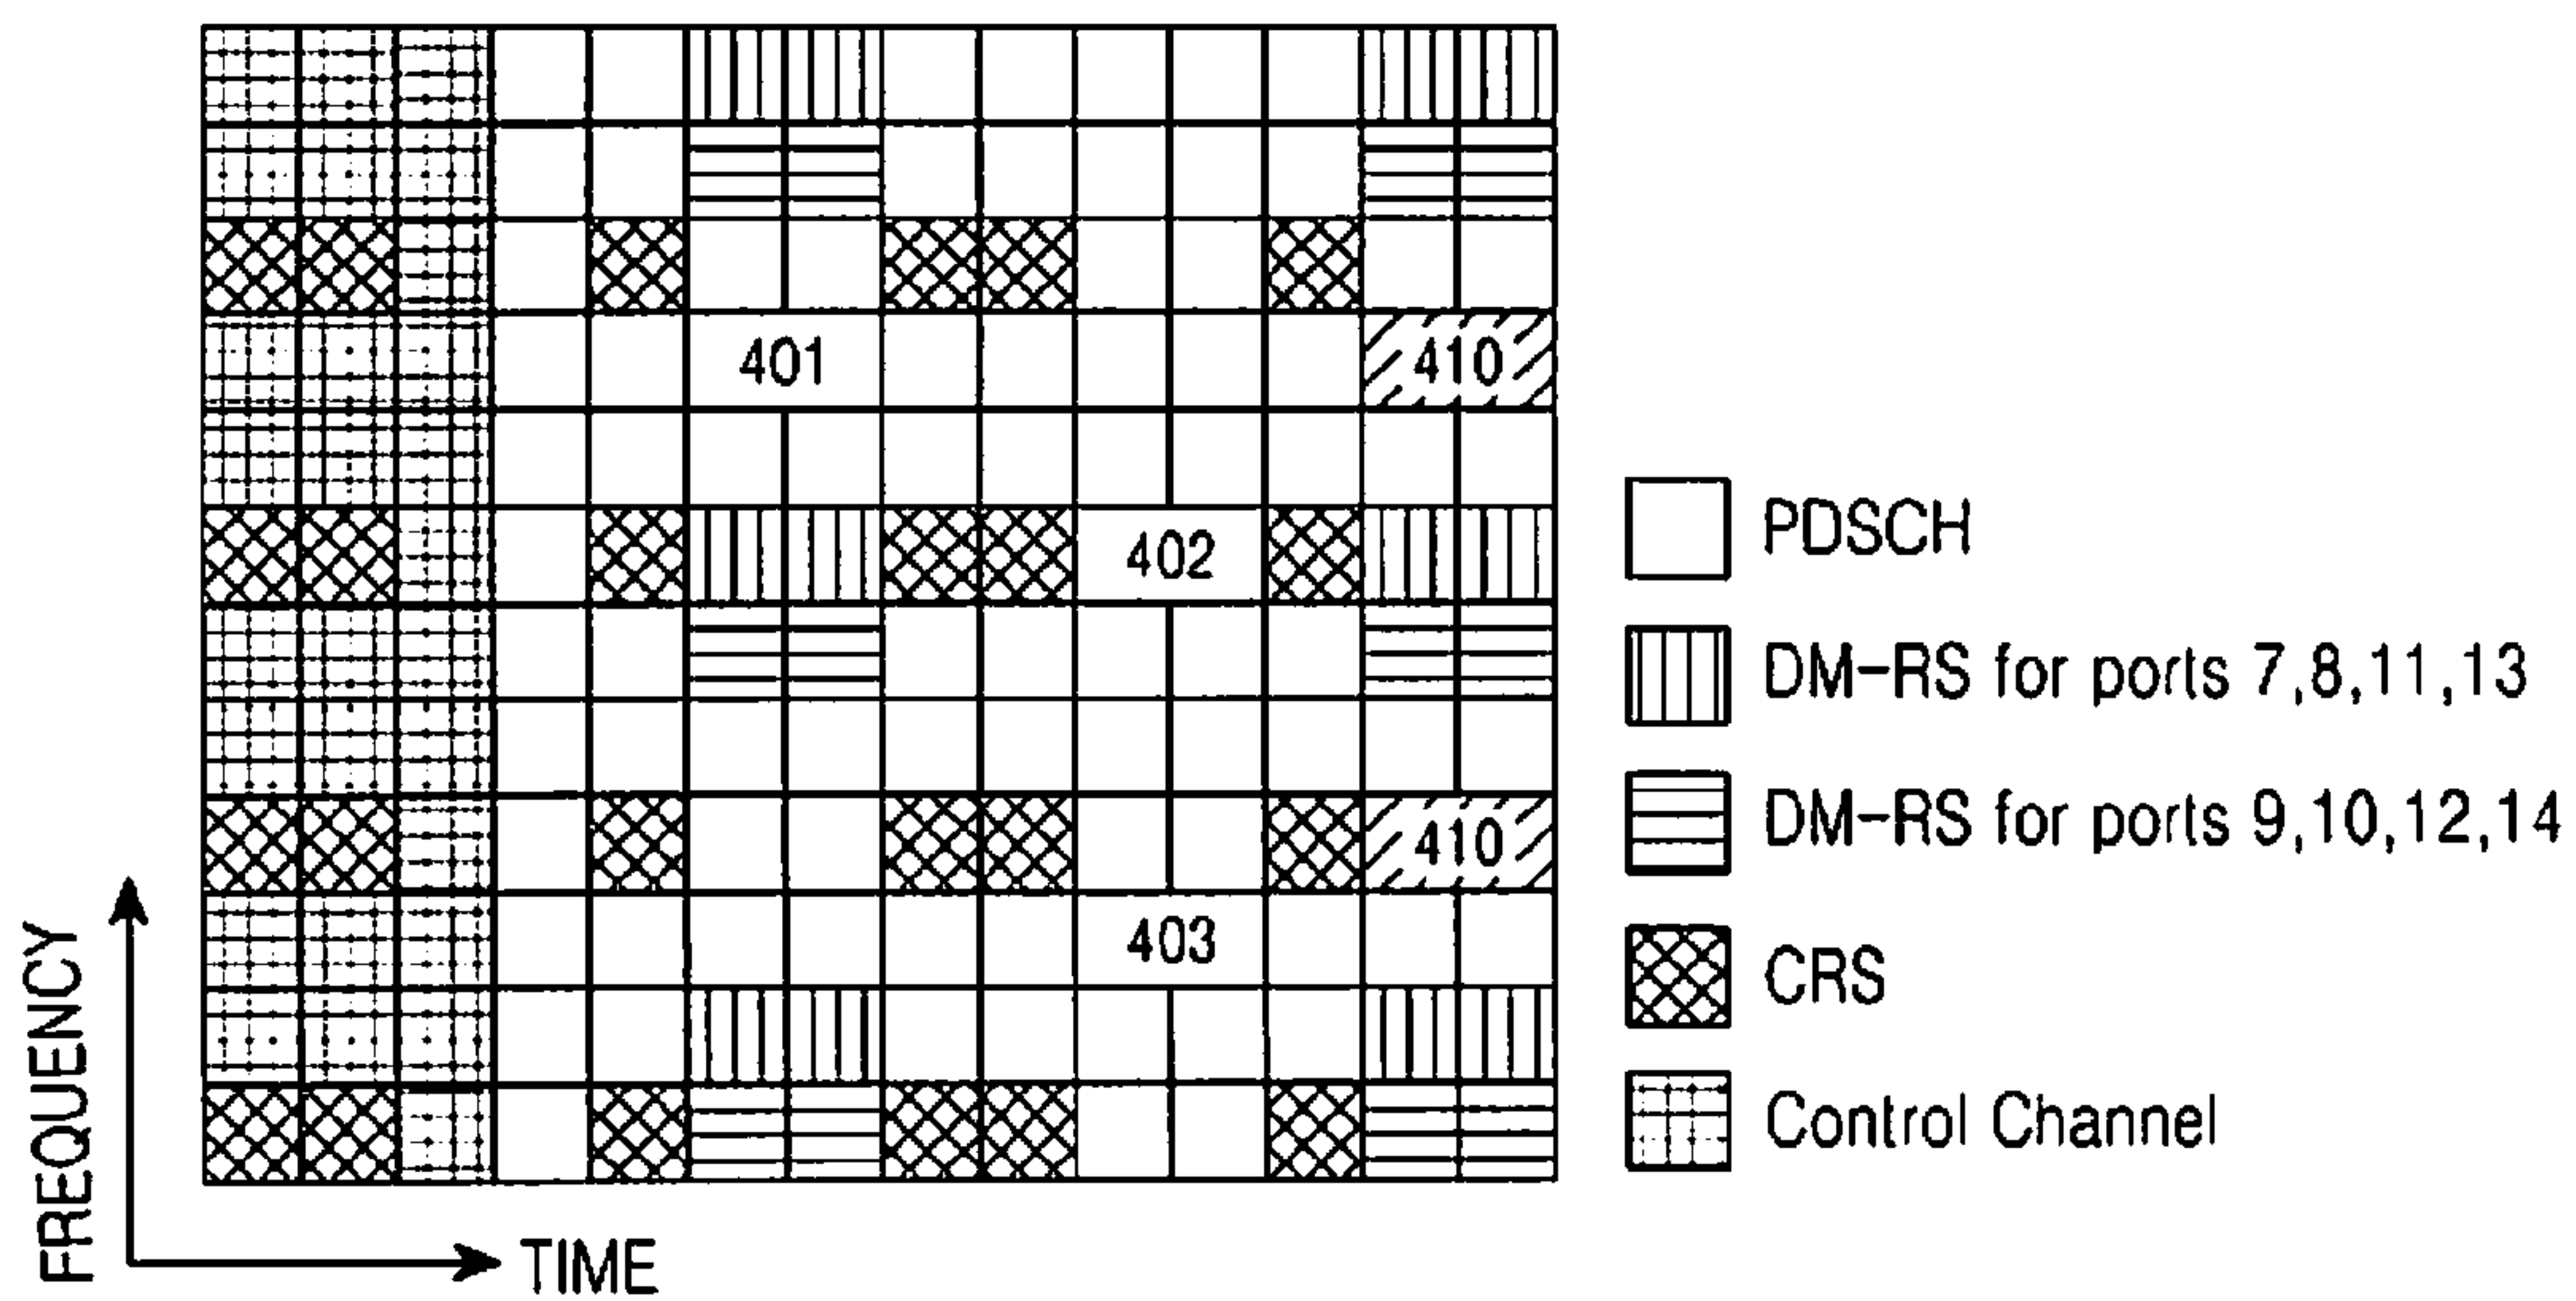 401
410
402
410
403
PDSCH
DM-RS for ports 7,8,11,13
DM-RS for ports 9,10,12,14
CRS
Control Channel
FREQUENCY
TIME